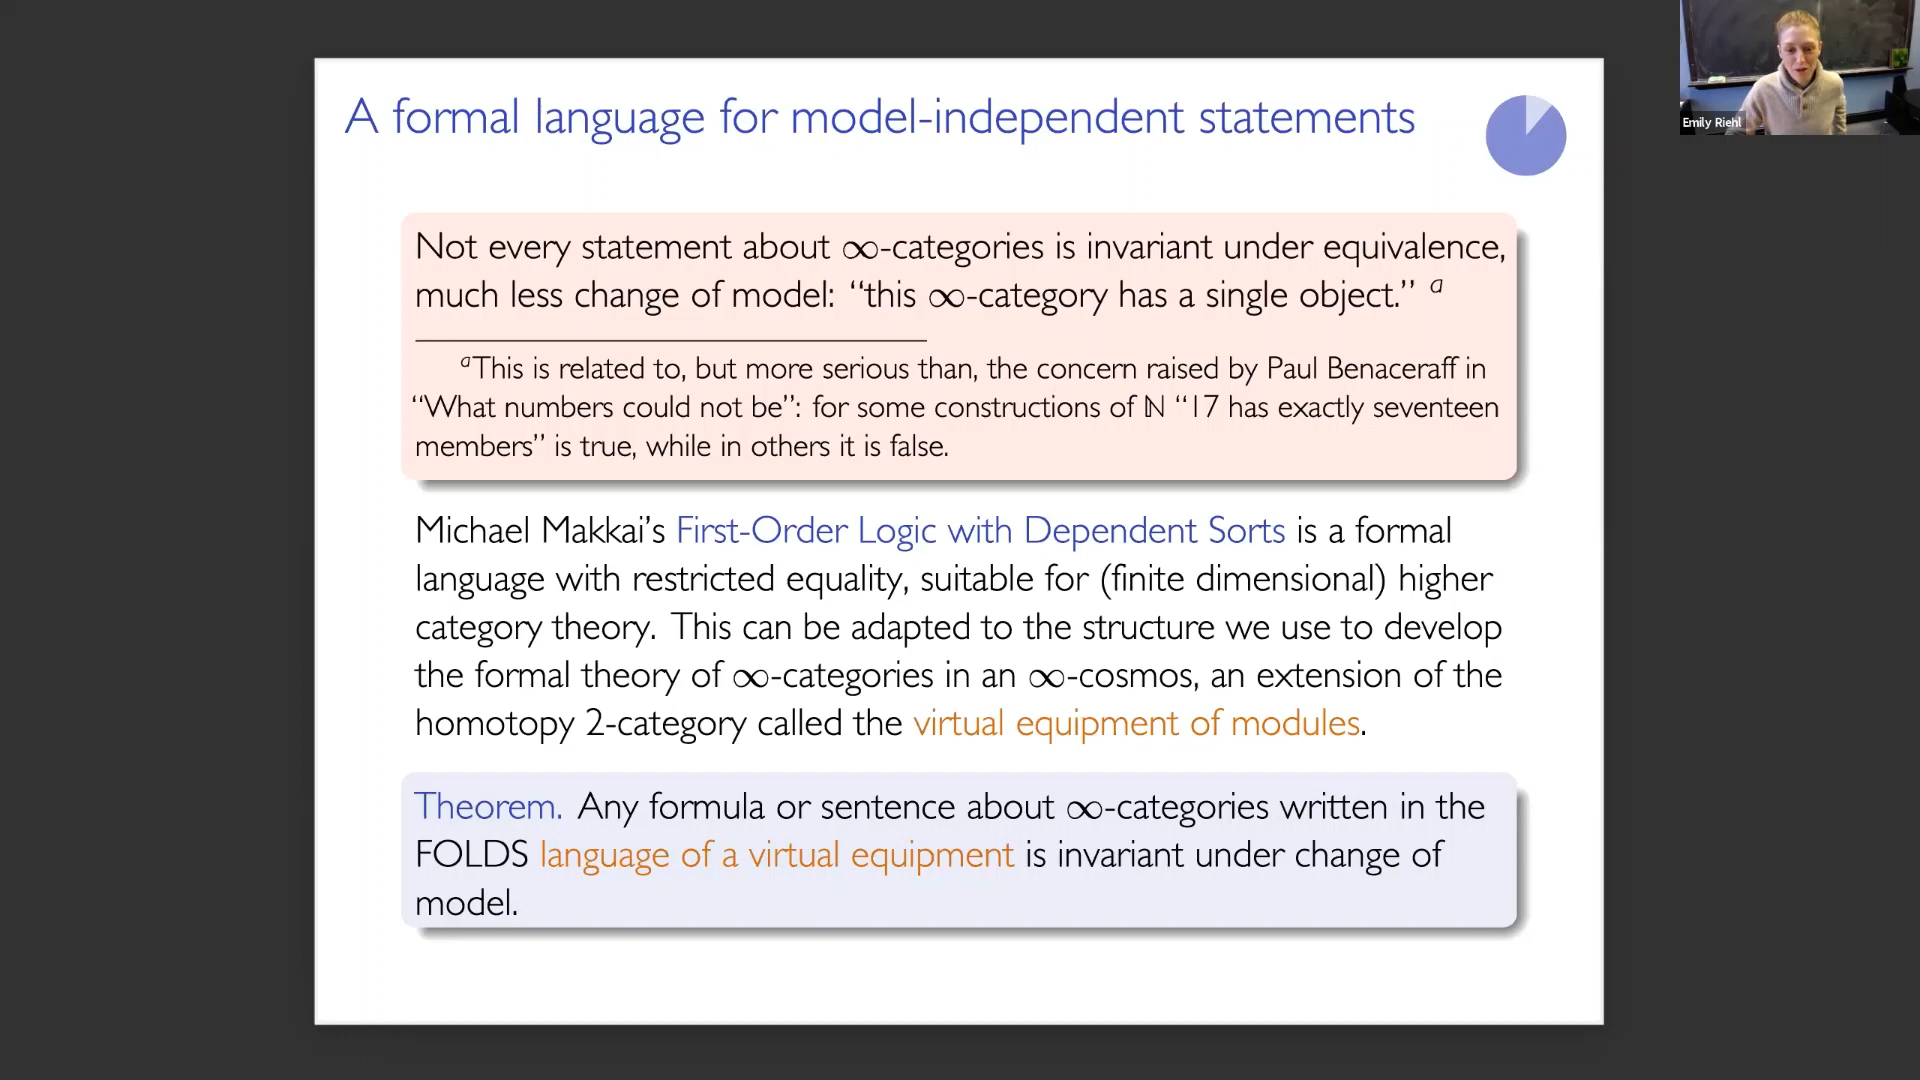 A formal language for model-independent statements
Emily Riehl
Not every statement about ∞-categories is invariant under equivalence,
much less change of model: “this ∞-category has a single object.” a
aThis is related to, but more serious than, the concern raised by Paul Benaceraff in
“What numbers could not be”: for some constructions of ℕ “17 has exactly seventeen
members” is true, while in others it is false.
Michael Makkai’s First-Order Logic with Dependent Sorts is a formal
language with restricted equality, suitable for (finite dimensional) higher
category theory. This can be adapted to the structure we use to develop
the formal theory of ∞-categories in an ∞-cosmos, an extension of the
homotopy 2-category called the virtual equipment of modules.
Theorem. Any formula or sentence about ∞-categories written in the
FOLDS language of a virtual equipment is invariant under change of
model.